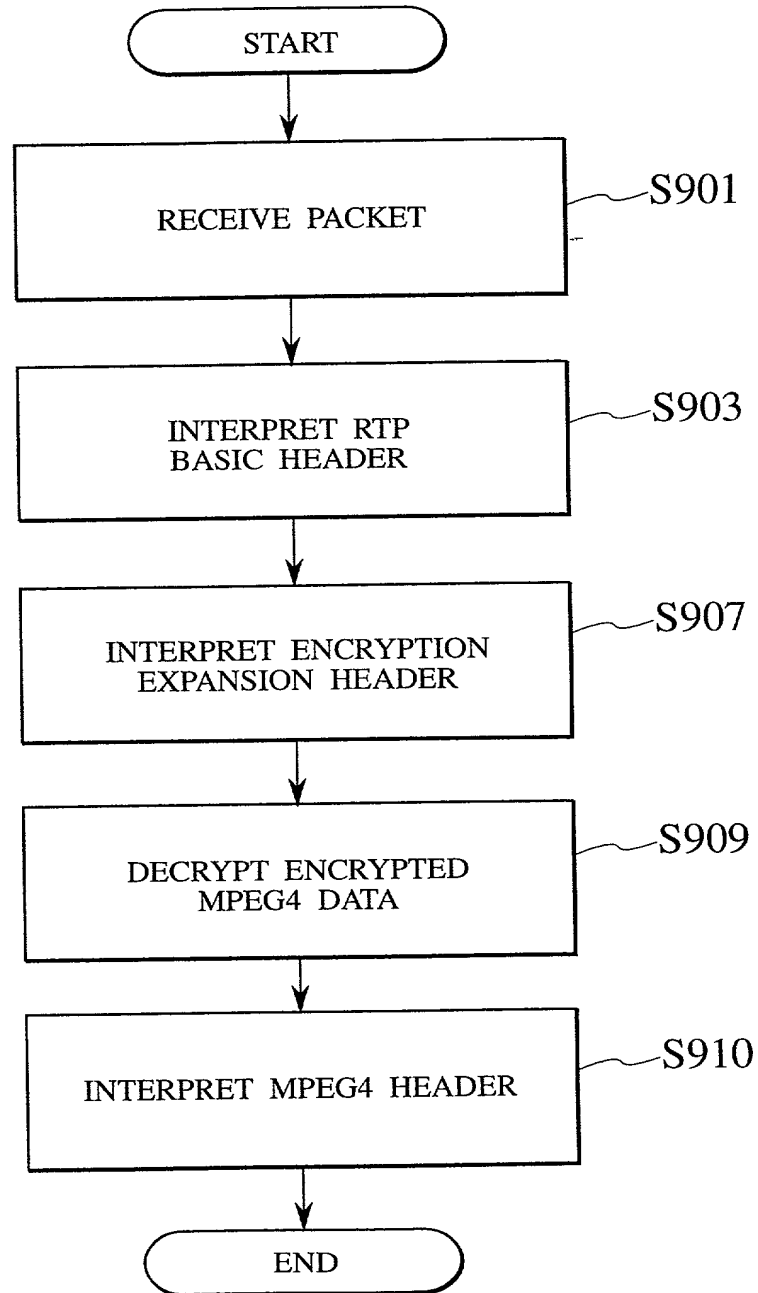 START
RECEIVE PACKET
S901
INTERPRET RTP
BASIC HEADER
S903
INTERPRET ENCRYPTION
EXPANSION HEADER
S907
DECRYPT ENCRYPTED
MPEG4 DATA
S909
INTERPRET MPEG4 HEADER
S910
END